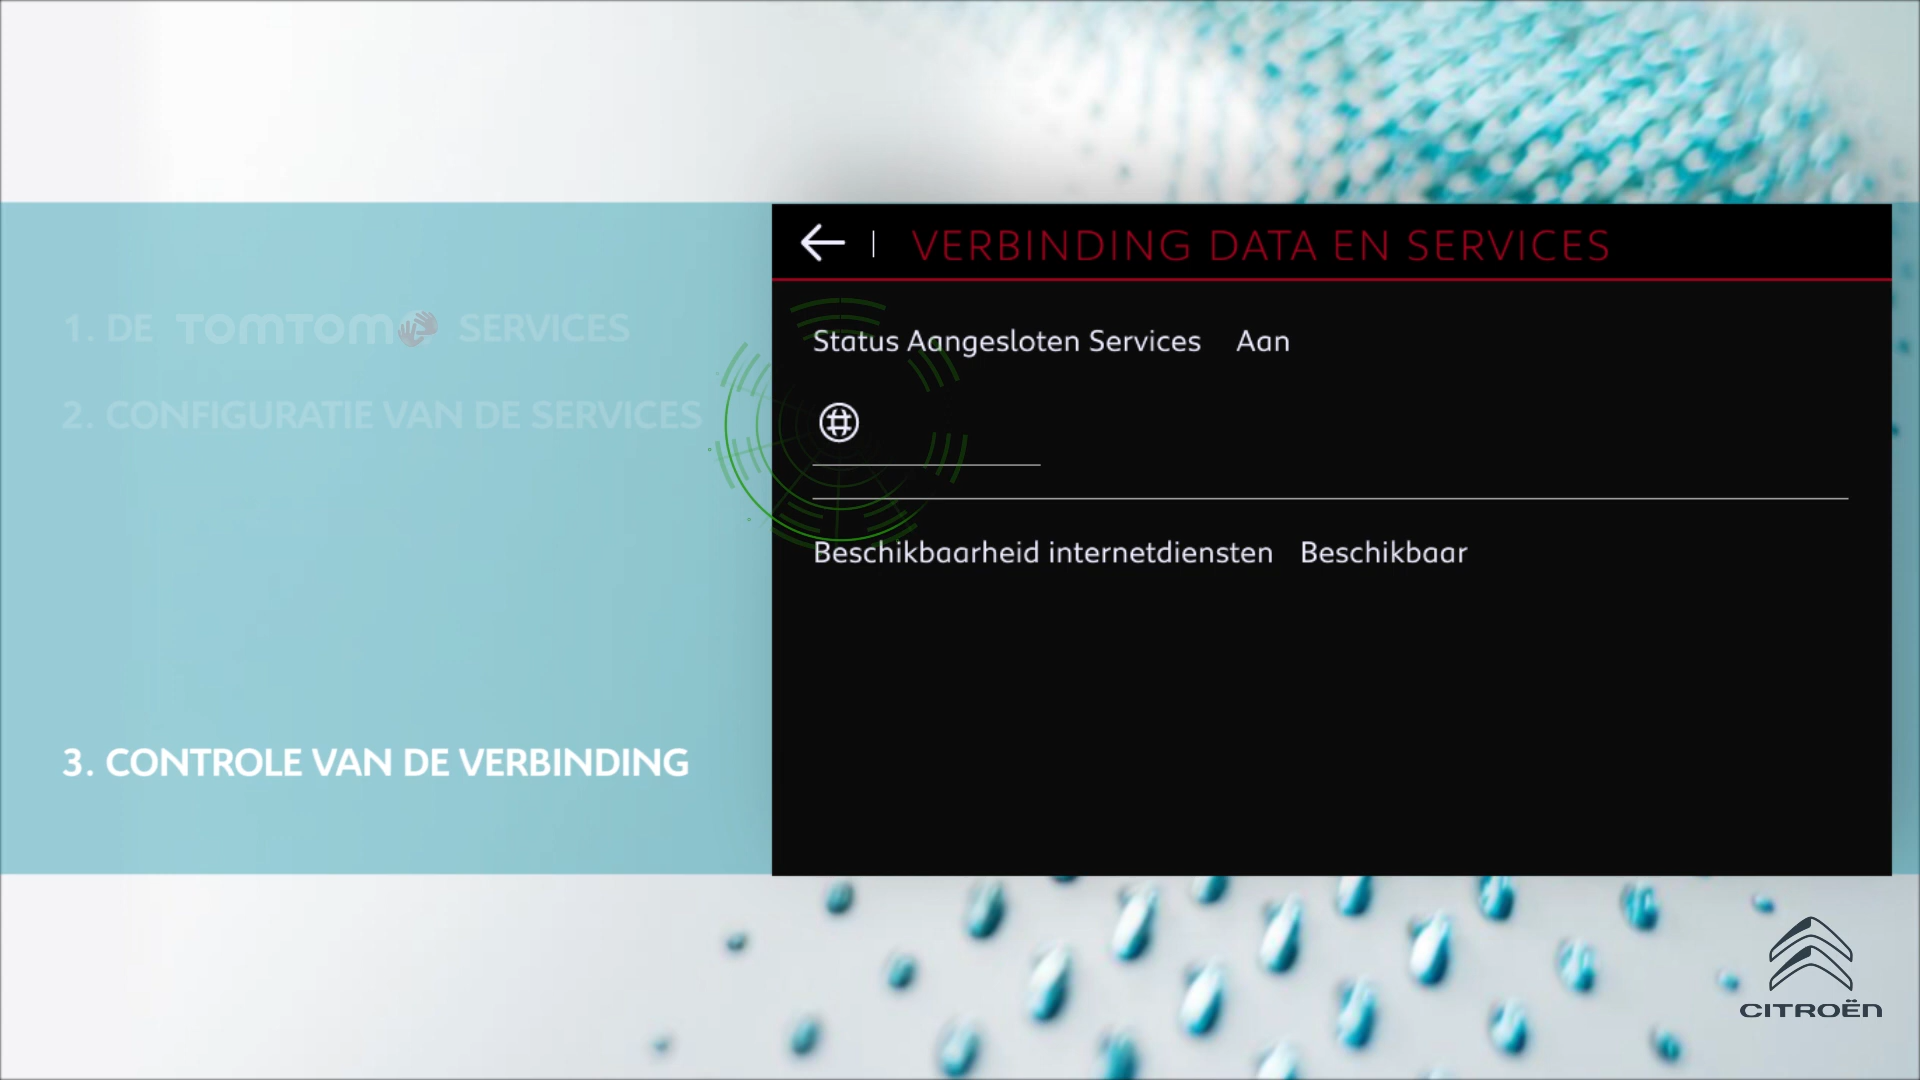 1. DE TOMTOM SERVICES
2. CONFIGURATIE VAN DE SERVICES
3. CONTROLE VAN DE VERBINDING
VERBINDING DATA EN SERVICES
Status Aangesloten Services Aan
Beschikbaarheid internetdiensten Beschikbaar
CITROËN